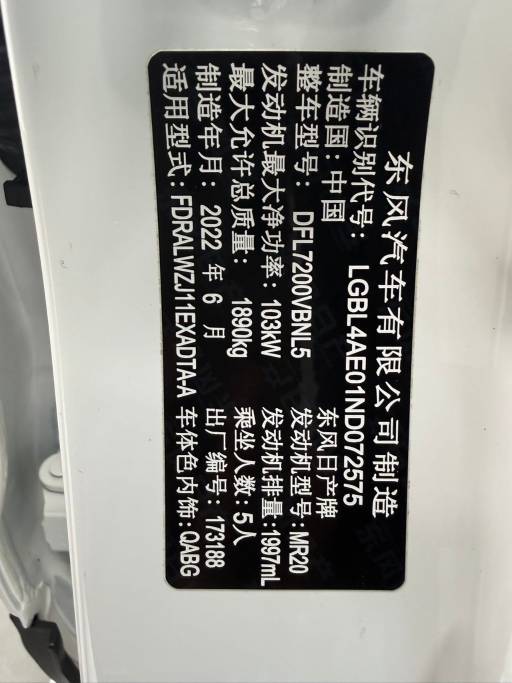 东风汽车有限公司制造
车辆识别代号: LGBL4AE01ND072575
制造国: 中国 东风日产牌
整车型号: DFL7200VBNL5 发动机型号: MR20
发动机最大净功率: 103kW 发动机排量: 1997mL
最大允许总质量: 1890kg 乘坐人数: 5人
制造年月: 2022 年 6 月 出厂编号: 173188
适用型式: FDRALWZJ11EXADTA-A 车体色内饰: QABG